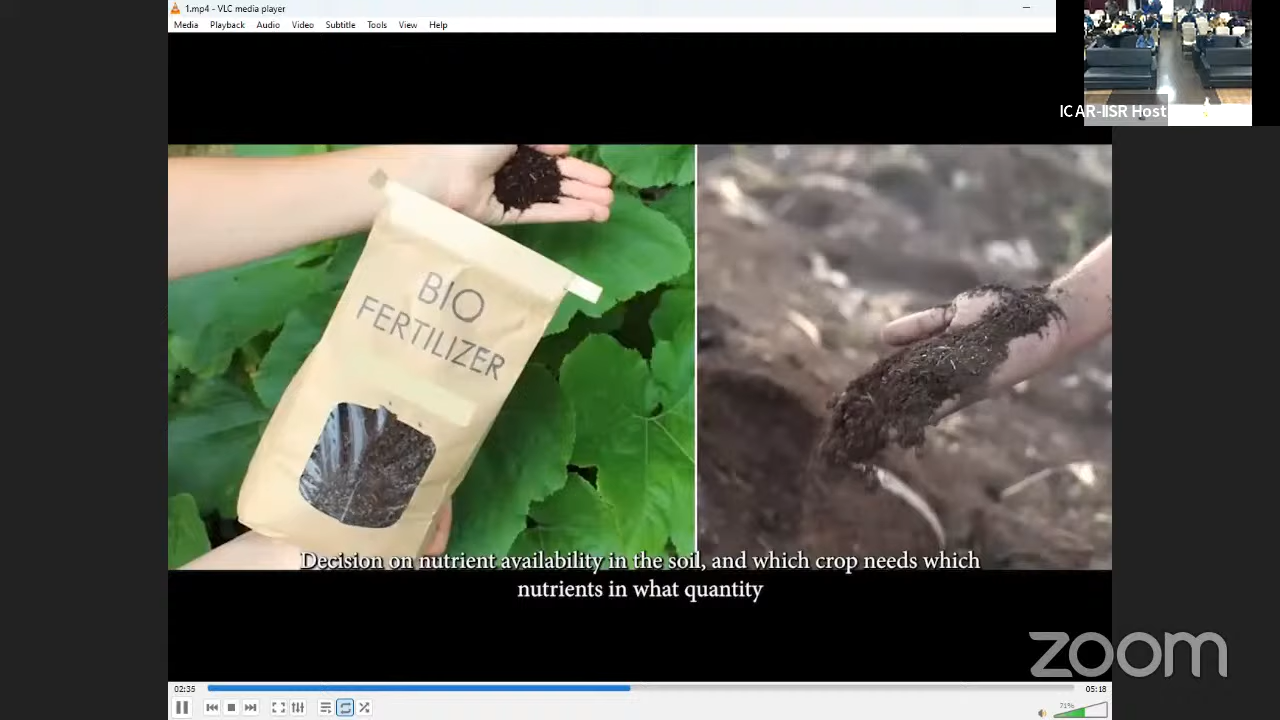 1.mp4 - VLC media player
Media Playback Audio Video Subtitle Tools View Help
ICAR-IISR Host
BIO
FERTILIZER
Decision on nutrient availability in the soil, and which crop needs which
nutrients in what quantity
zoom
02:35
05:18
71%